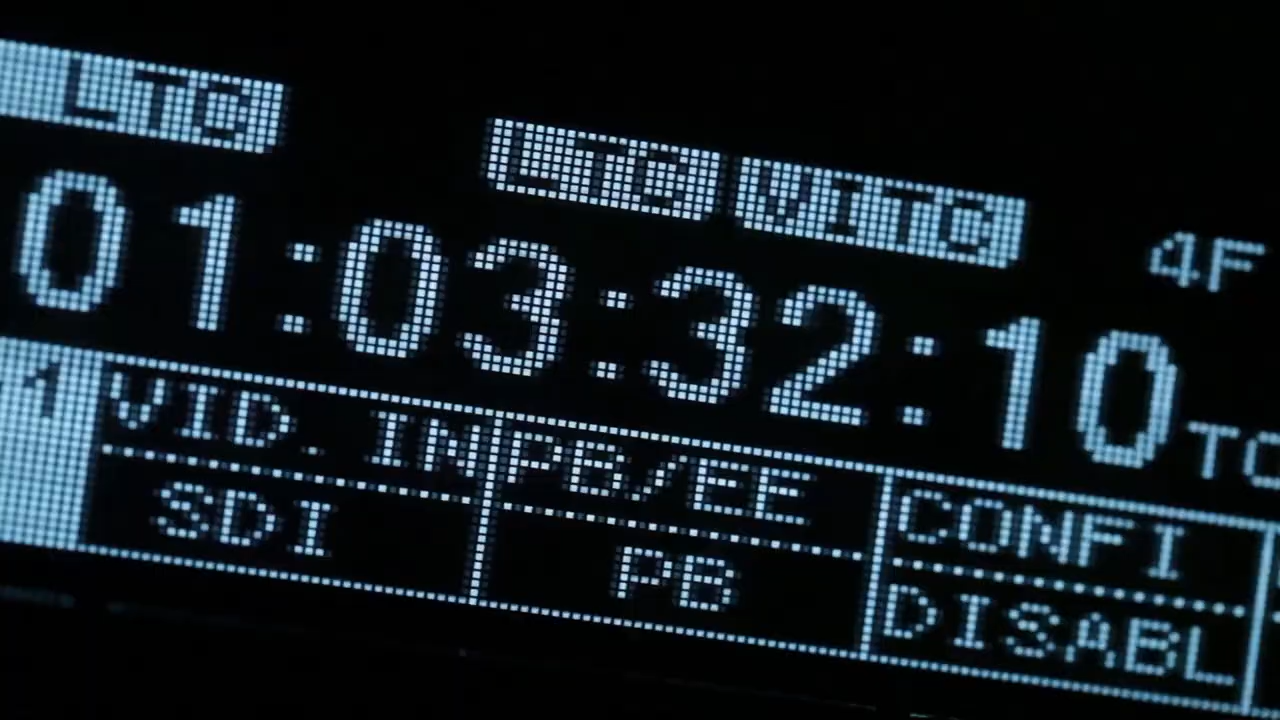 LTC LTC VITC 4F
01:03:32:10 TC
1 VID. IN PB/EE CONFI
SDI PB DISABL